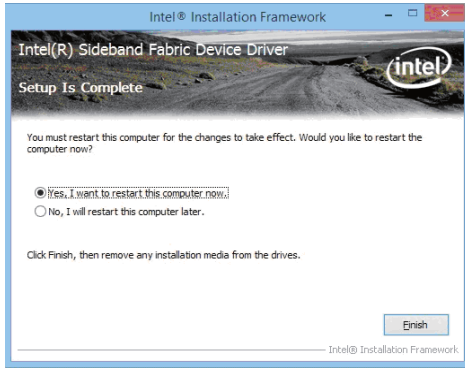 Intel® Installation Framework
Intel(R) Sideband Fabric Device Driver
intel
Setup Is Complete
You must restart this computer for the changes to take effect. Would you like to restart the
computer now?
Yes, I want to restart this computer now.
No, I will restart this computer later.
Click Finish, then remove any installation media from the drives.
Finish
Intel® Installation Framework